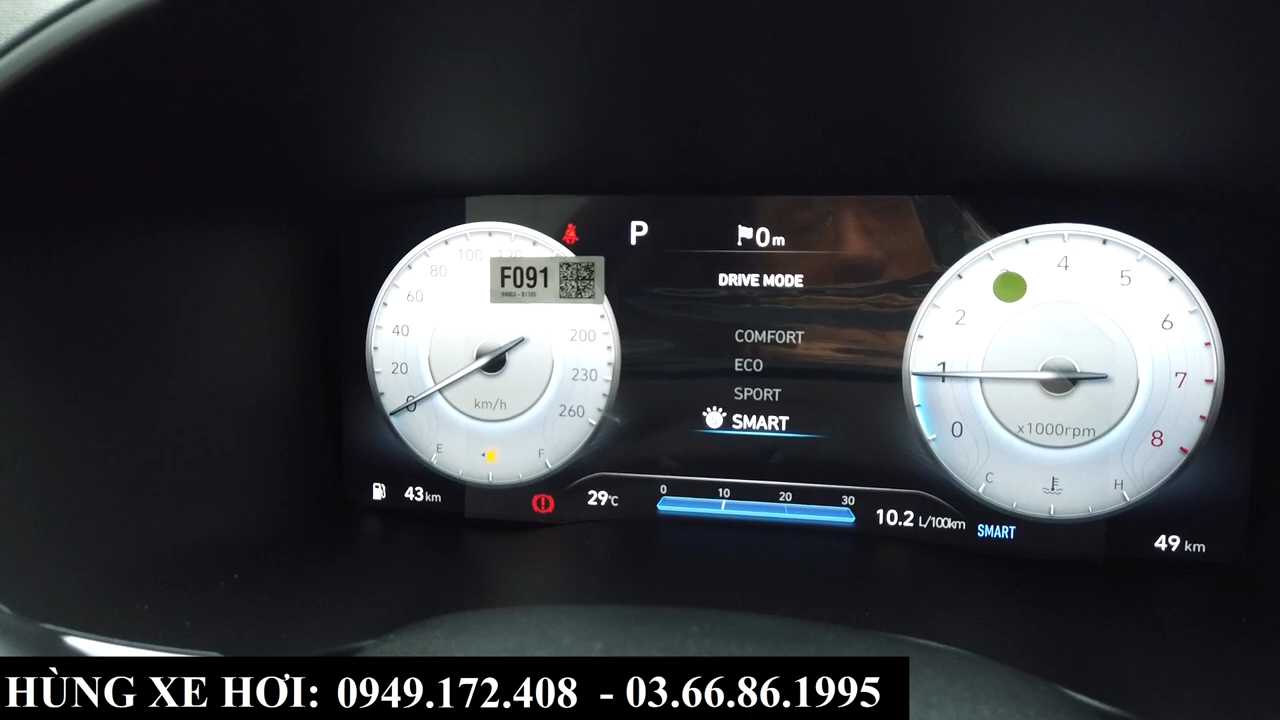 P
0m
DRIVE MODE
COMFORT
ECO
SPORT
SMART
0
20
40
60
80
100
120
200
230
260
km/h
E
F
F091
0
1
2
4
5
6
7
8
x1000rpm
C
H
43 km
29°C
0
10
20
30
10.2 L/100km
SMART
49 km
HÙNG XE HƠI: 0949.172.408 - 03.66.86.1995